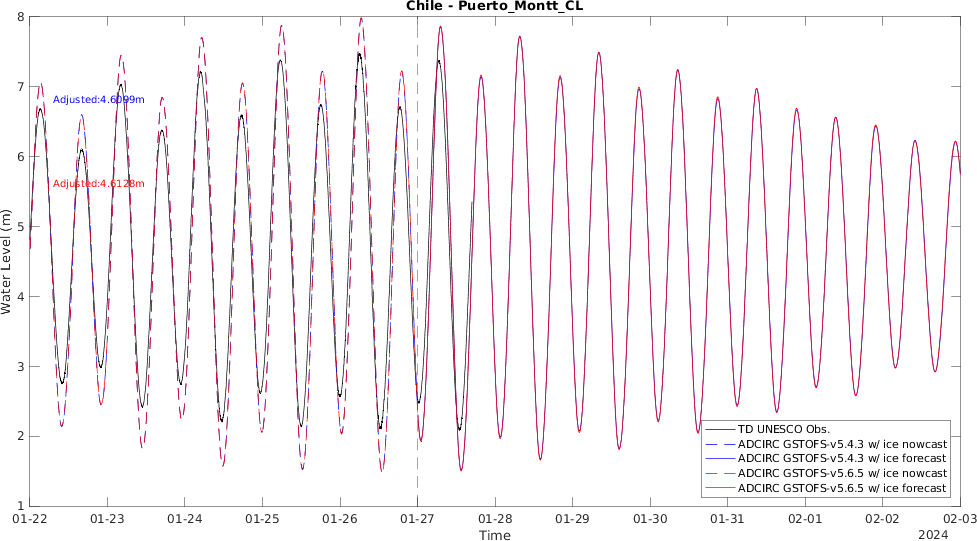 Chile - Puerto_Montt_CL
Water Level (m)
8
7
6
5
4
3
2
1
Adjusted:4.6099m
Adjusted:4.6128m
TD UNESCO Obs.
ADCIRC GSTOFS-v5.4.3 w/ ice nowcast
ADCIRC GSTOFS-v5.4.3 w/ ice forecast
ADCIRC GSTOFS-v5.6.5 w/ ice nowcast
ADCIRC GSTOFS-v5.6.5 w/ ice forecast
01-22 01-23 01-24 01-25 01-26 01-27 01-28 01-29 01-30 01-31 02-01 02-02 02-03
Time
2024